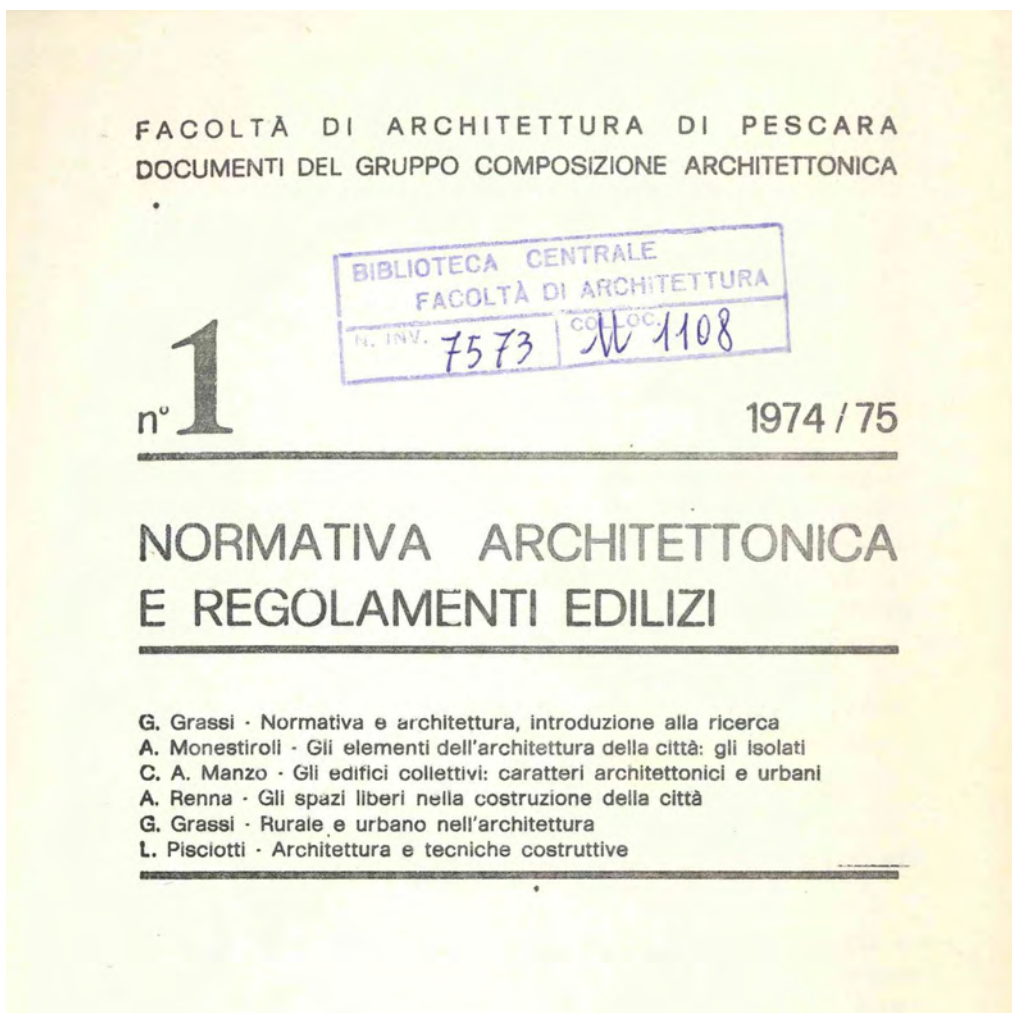 FACOLTÀ DI ARCHITETTURA DI PESCARA
DOCUMENTI DEL GRUPPO COMPOSIZIONE ARCHITETTONICA
BIBLIOTECA CENTRALE
FACOLTÀ DI ARCHITETTURA
N. INV. 7573 COLLOC. M 1108
n° 1 1974/75
NORMATIVA ARCHITETTONICA
E REGOLAMENTI EDILIZI
G. Grassi · Normativa e architettura, introduzione alla ricerca
A. Monestiroli · Gli elementi dell'architettura della città: gli isolati
C. A. Manzo · Gli edifici collettivi: caratteri architettonici e urbani
A. Renna · Gli spazi liberi nella costruzione della città
G. Grassi · Rurale e urbano nell'architettura
L. Pisciotti · Architettura e tecniche costruttive